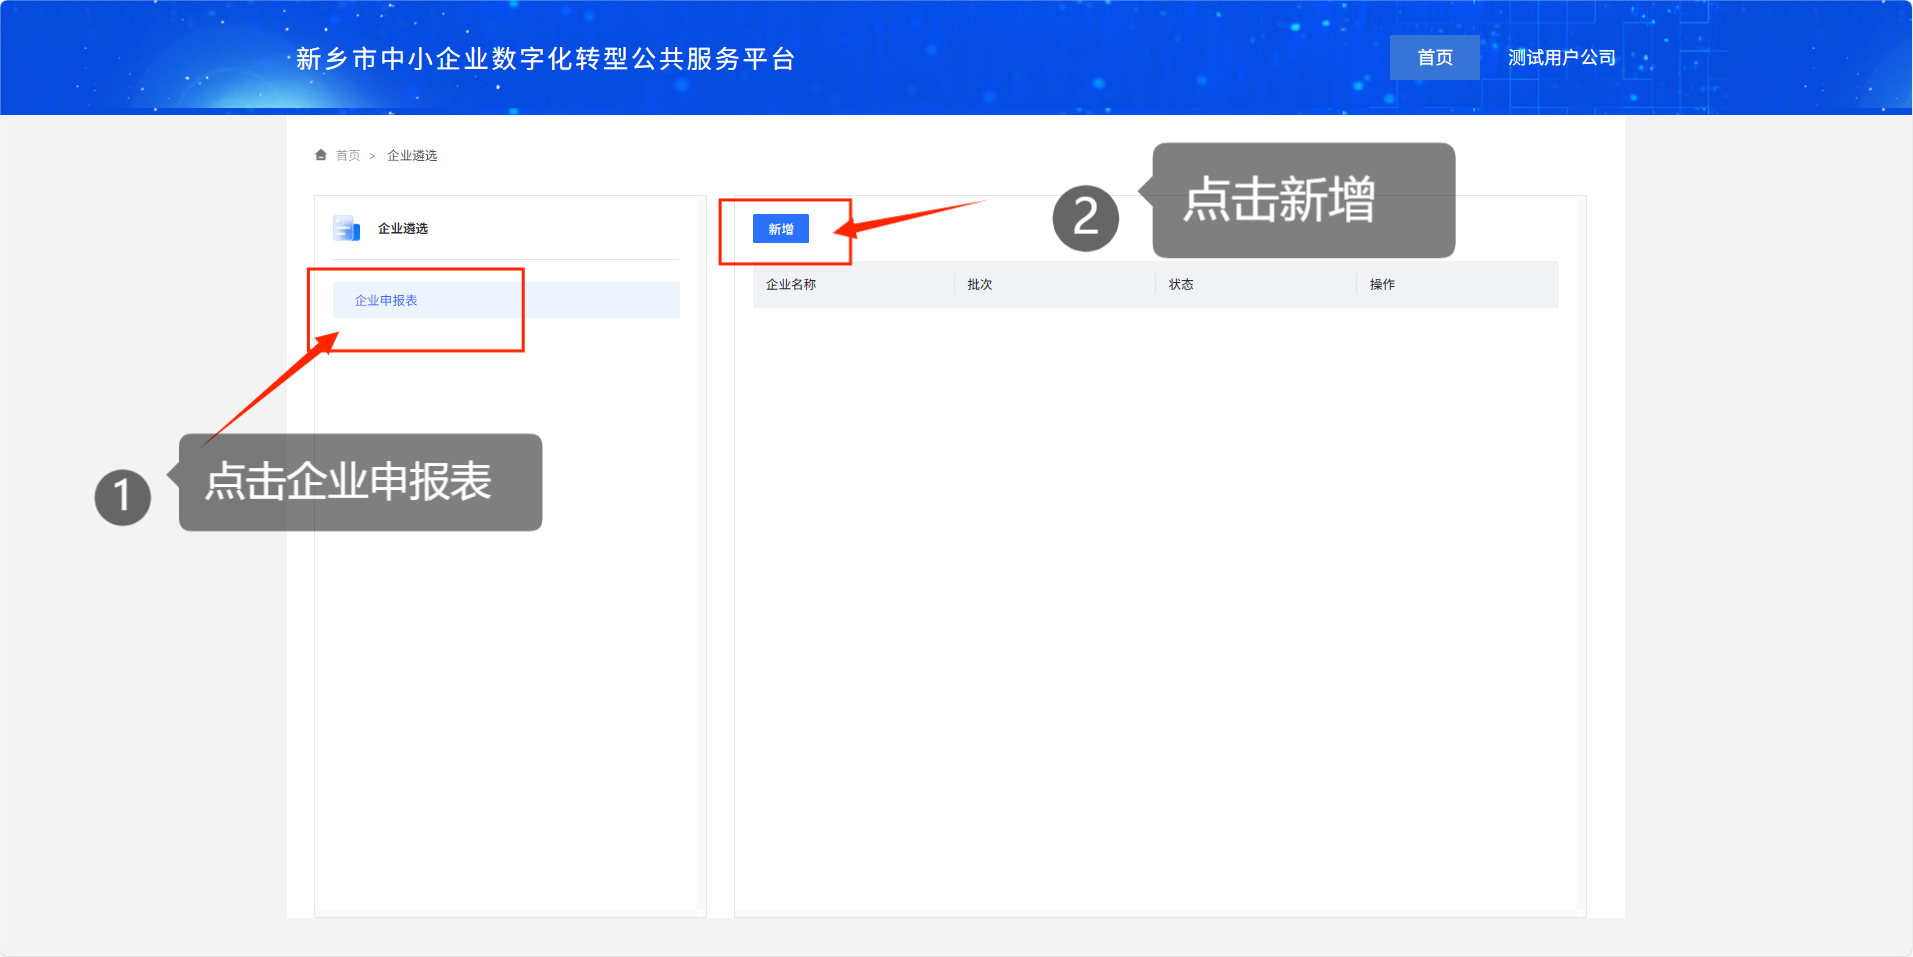 新乡市中小企业数字化转型公共服务平台
首页
测试用户公司
首页 > 企业遴选
企业遴选
企业申报表
新增
企业名称
批次
状态
操作
1
点击企业申报表
2
点击新增